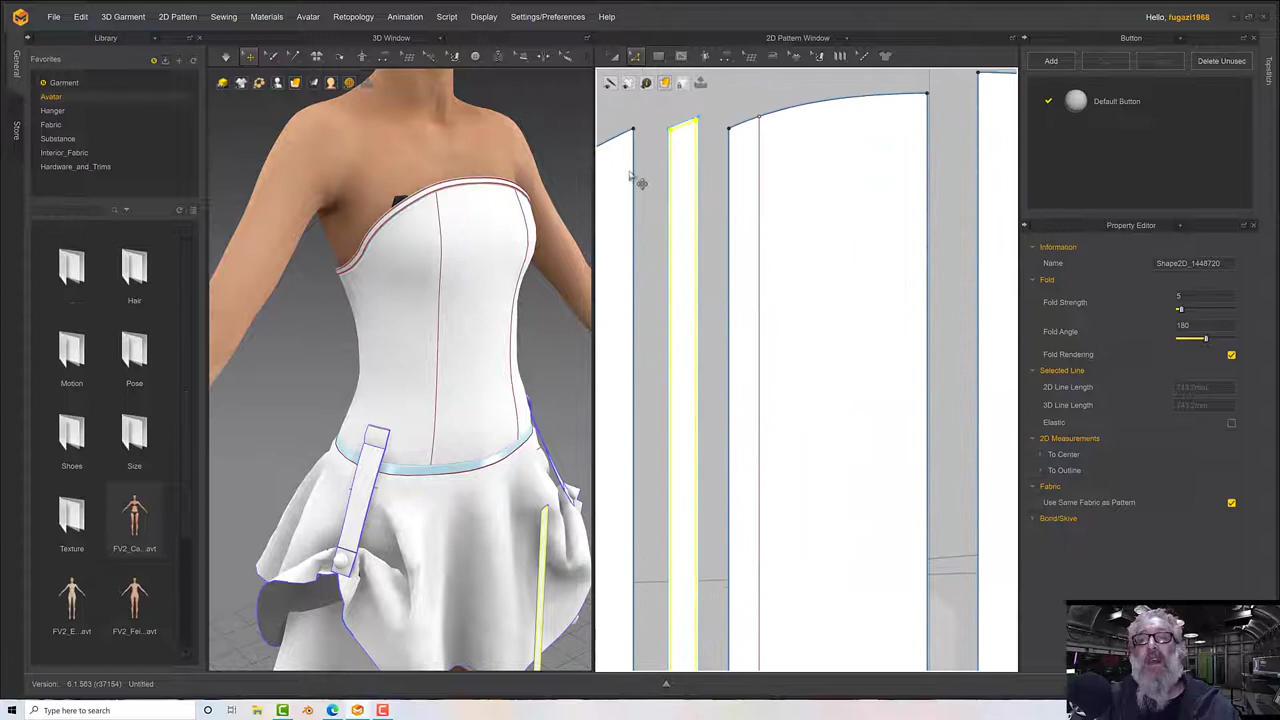 File Edit 3D Garment 2D Pattern Sewing Materials Avatar Retopology Animation Script Display Settings/Preferences Help
Hello, fugazi1968
Library
3D Window
2D Pattern Window
Button
General
Store
Topstitch
Favorites
Garment
Avatar
Hanger
Fabric
Substance
Interior_Fabric
Hardware_and_Trims
..
Hair
Motion
Pose
Shoes
Size
Texture
FV2_Ca...avt
FV2_E...avt
FV2_Fei...avt
Add
Delete Unusec
Default Button
Property Editor
Information
Name Shape2D_1448720
Fold
Fold Strength 5
Fold Angle 180
Fold Rendering
Selected Line
2D Line Length
3D Line Length
Elastic
2D Measurements
To Center
To Outline
Fabric
Use Same Fabric as Pattern
Bond/Skive
Version: 6.1.563 (r37154) Untitled
Type here to search